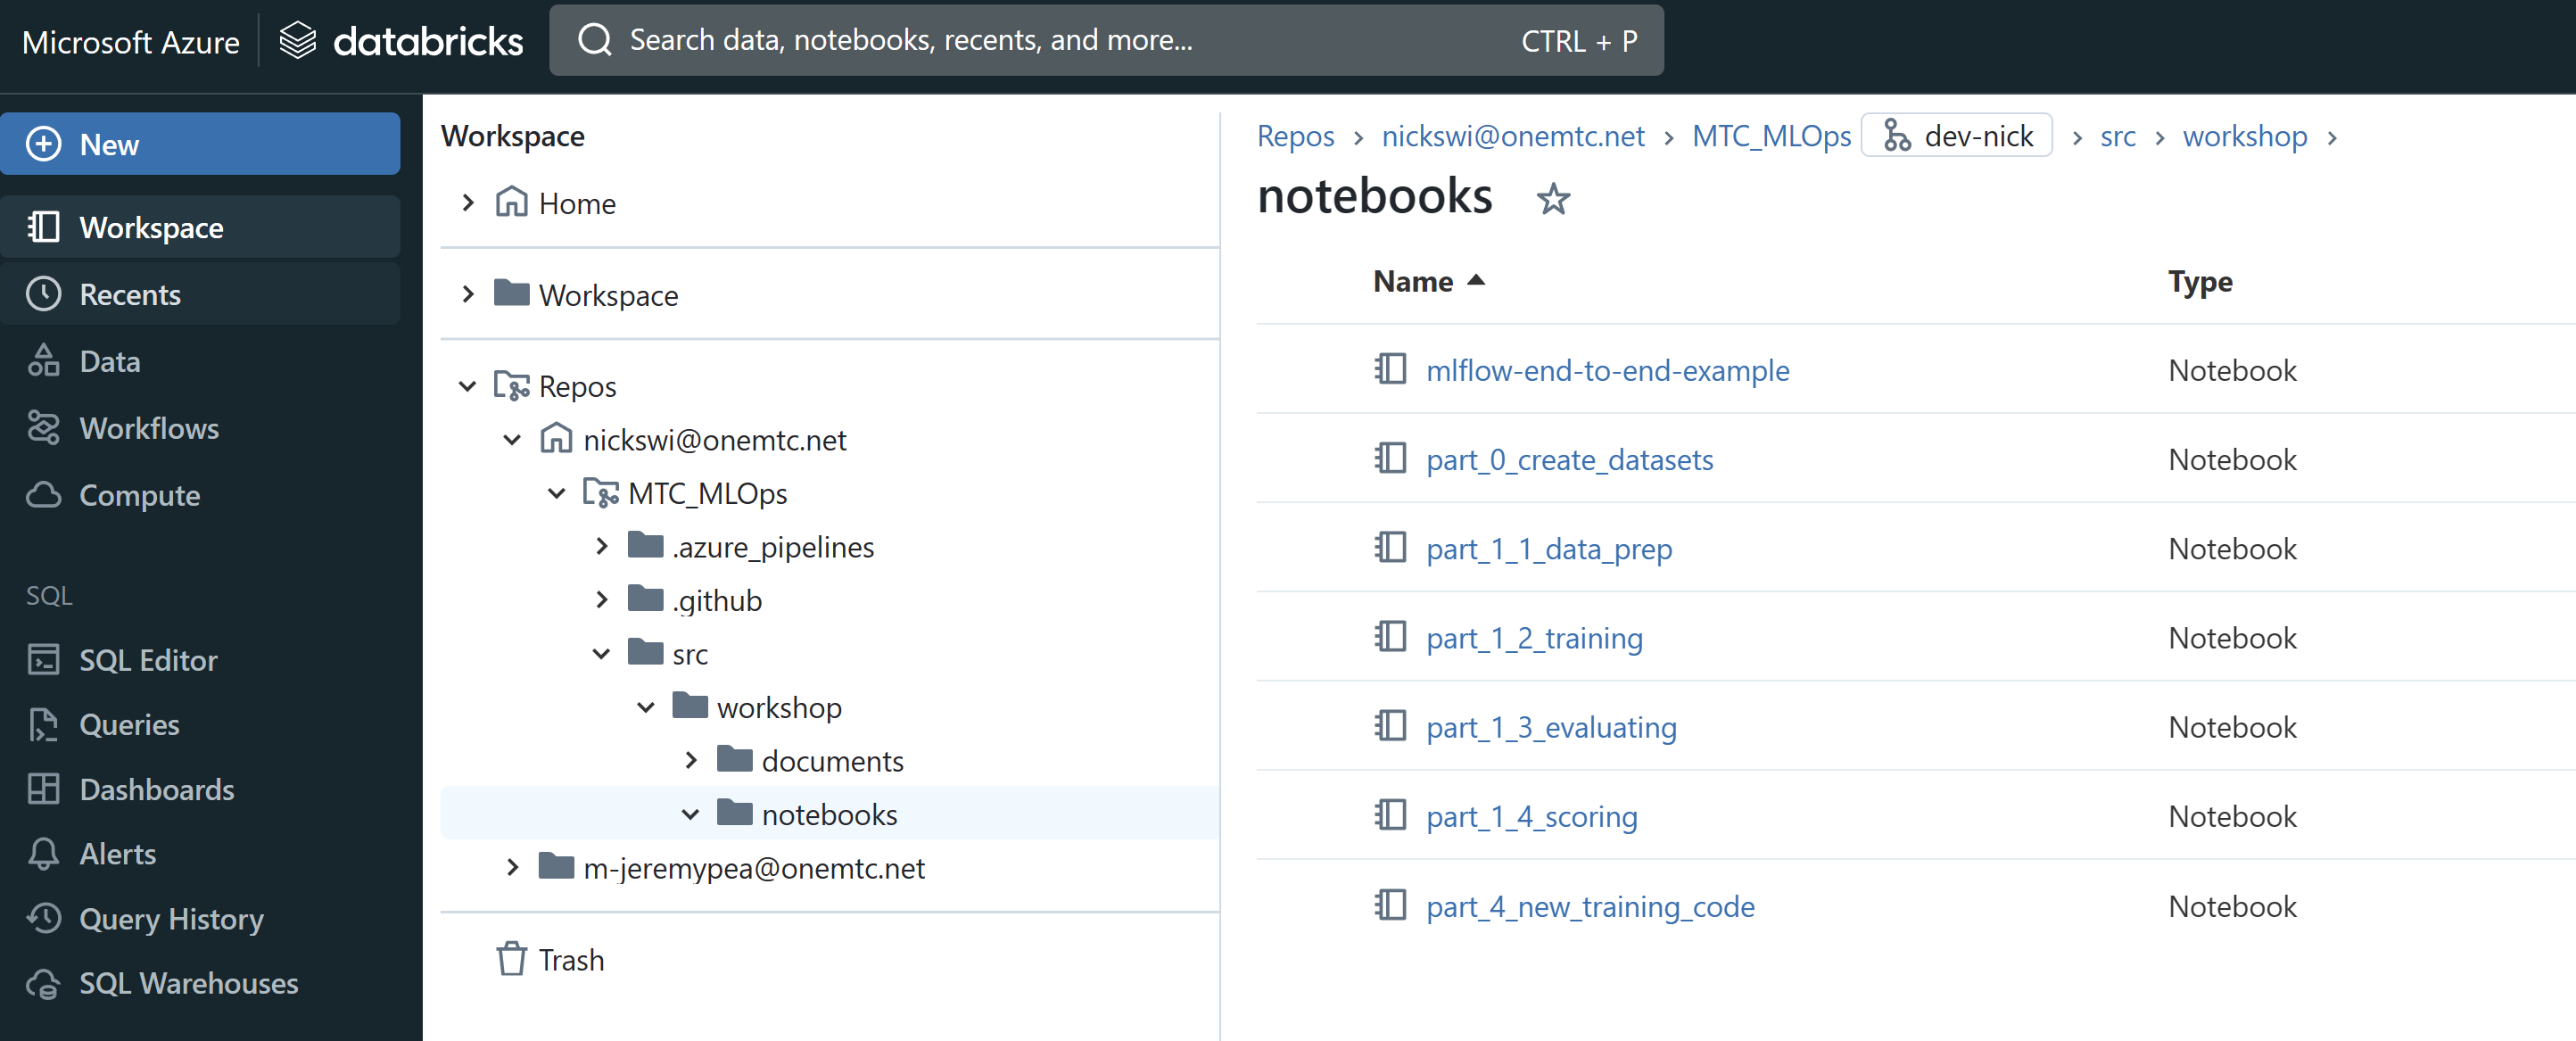 Microsoft Azure databricks Search data, notebooks, recents, and more... CTRL + P
New
Workspace
Recents
Data
Workflows
Compute
SQL
SQL Editor
Queries
Dashboards
Alerts
Query History
SQL Warehouses
Workspace
Home
Workspace
Repos
nickswi@onemtc.net
MTC_MLOps
.azure_pipelines
.github
src
workshop
documents
notebooks
m-jeremypea@onemtc.net
Trash
Repos > nickswi@onemtc.net > MTC_MLOps dev-nick > src > workshop >
notebooks
Name Type
mlflow-end-to-end-example Notebook
part_0_create_datasets Notebook
part_1_1_data_prep Notebook
part_1_2_training Notebook
part_1_3_evaluating Notebook
part_1_4_scoring Notebook
part_4_new_training_code Notebook